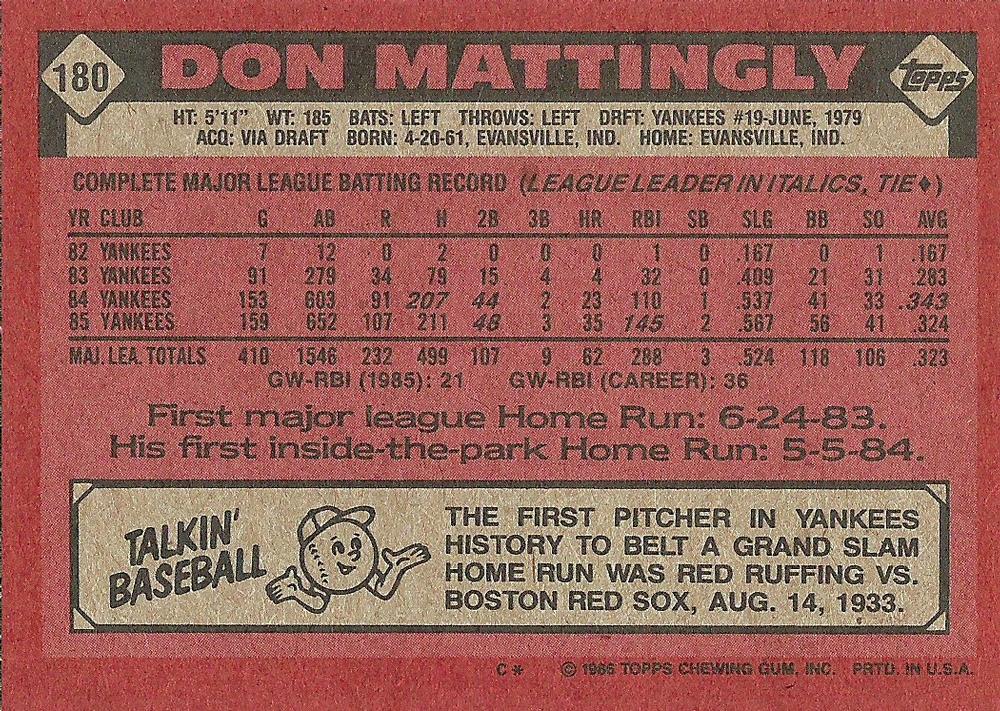 180 DON MATTINGLY Topps
HT: 5'11" WT: 185 BATS: LEFT THROWS: LEFT DRFT: YANKEES #19-JUNE, 1979
ACQ: VIA DRAFT BORN: 4-20-61, EVANSVILLE, IND. HOME: EVANSVILLE, IND.
COMPLETE MAJOR LEAGUE BATTING RECORD (LEAGUE LEADER IN ITALICS, TIE♦)
YR CLUB G AB R H 2B 3B HR RBI SB SLG BB SO AVG
82 YANKEES 7 12 0 2 0 0 0 1 0 .167 0 1 .167
83 YANKEES 91 279 34 79 15 4 4 32 0 .409 21 31 .283
84 YANKEES 153 603 91 207 44 2 23 110 1 .537 41 33 .343
85 YANKEES 159 652 107 211 48 3 35 145 2 .567 56 41 .324
MAJ. LEA. TOTALS 410 1546 232 499 107 9 62 288 3 .524 118 106 .323
GW-RBI (1985): 21 GW-RBI (CAREER): 36
First major league Home Run: 6-24-83.
His first inside-the-park Home Run: 5-5-84.
TALKIN'
BASEBALL
THE FIRST PITCHER IN YANKEES
HISTORY TO BELT A GRAND SLAM
HOME RUN WAS RED RUFFING VS.
BOSTON RED SOX, AUG. 14, 1933.
C* © 1986 TOPPS CHEWING GUM, INC. PRTD. IN U.S.A.